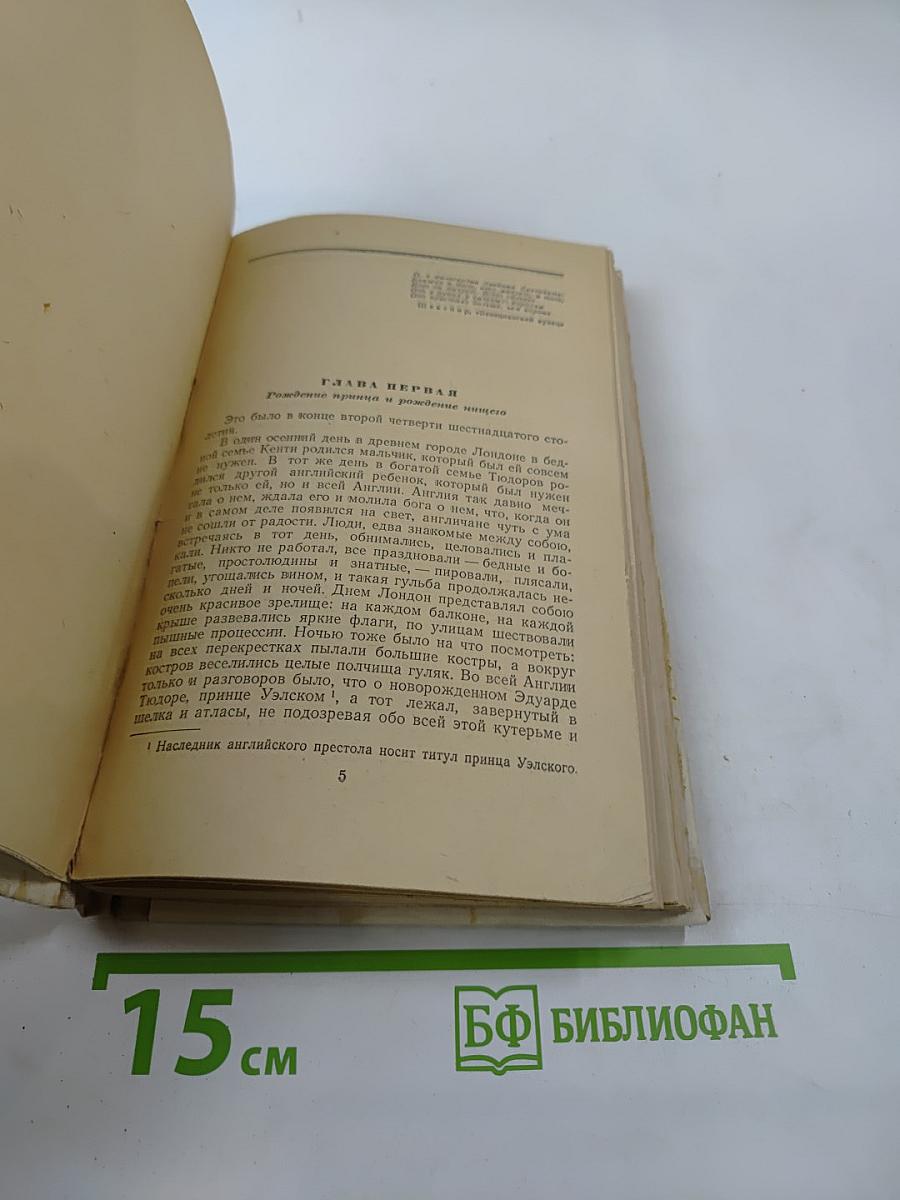 Шекспир, «Венецианский купец»
ГЛАВА ПЕРВАЯ
Рождение принца и рождение нищего
Это было в конце второй четверти шестнадцатого сто-
летия.
В один осенний день в древнем городе Лондоне в бед-
ной семье Кенти родился мальчик, который был ей совсем
не нужен. В тот же день в богатой семье Тюдоров ро-
дился другой английский ребенок, который был нужен
не только ей, но и всей Англии. Англия так давно меч-
тала о нем, ждала его и молила бога о нем, что, когда он
и в самом деле появился на свет, англичане чуть с ума
не сошли от радости. Люди, едва знакомые между собою,
встречаясь в тот день, обнимались, целовались и пла-
кали. Никто не работал, все праздновали — бедные и бо-
гатые, простолюдины и знатные, — пировали, плясали,
пели, угощались вином, и такая гульба продолжалась не-
сколько дней и ночей. Днем Лондон представлял собою
очень красивое зрелище: на каждом балконе, на каждой
крыше развевались яркие флаги, по улицам шествовали
пышные процессии. Ночью тоже было на что посмотреть:
на всех перекрестках пылали большие костры, а вокруг
костров веселились целые полчища гуляк. Во всей Англии
только и разговоров было, что о новорожденном Эдуарде
Тюдоре, принце Уэлском ¹, а тот лежал, завернутый в
шелка и атласы, не подозревая обо всей этой кутерьме и
¹ Наследник английского престола носит титул принца Уэлского.
5
15 см
БФ БИБЛИОФАН